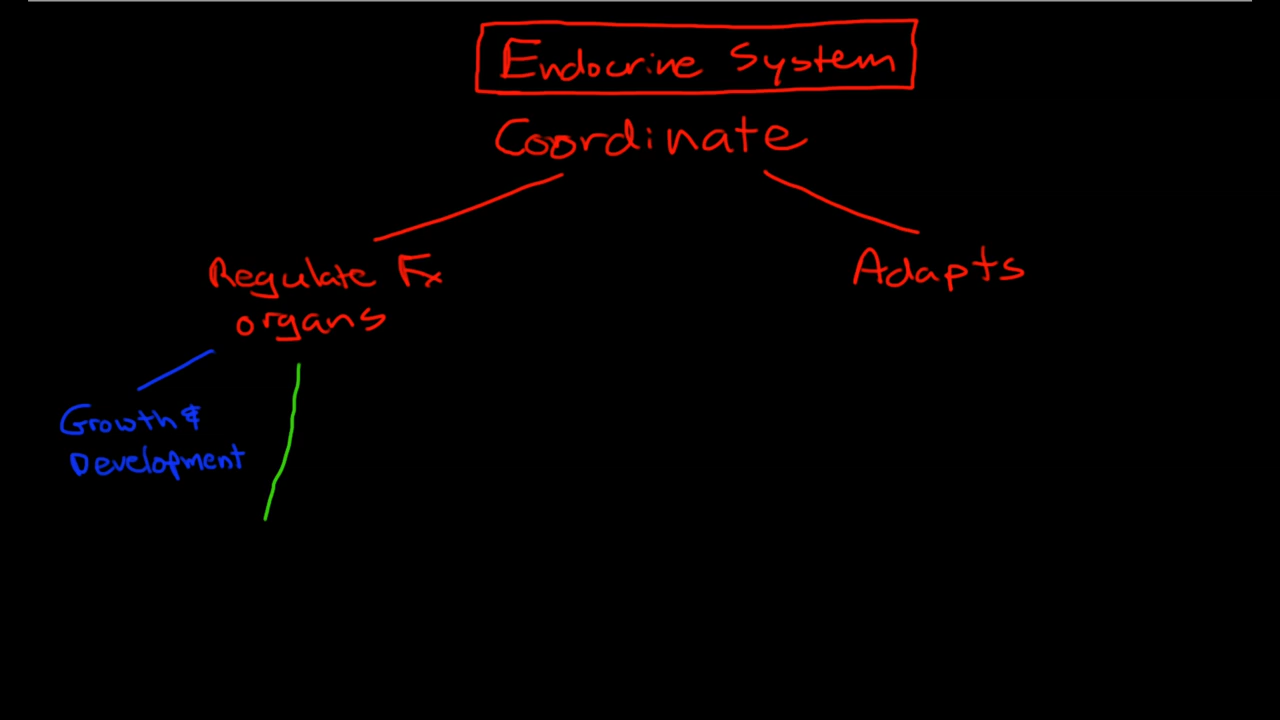 Endocrine System
Coordinate
Regulate Fx
organs
Adapts
Growth &
Development